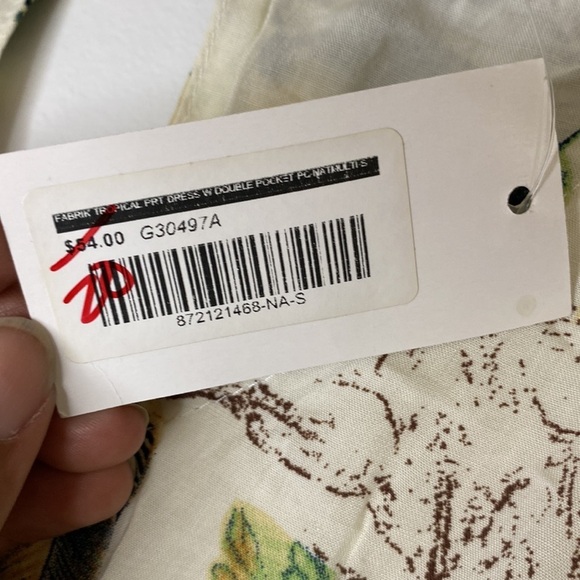 FABRIK TROPICAL PRT DRESS W DOUBLE POCKET PC-NATMULTI-S
$54.00 G30497A
20
872121468-NA-S